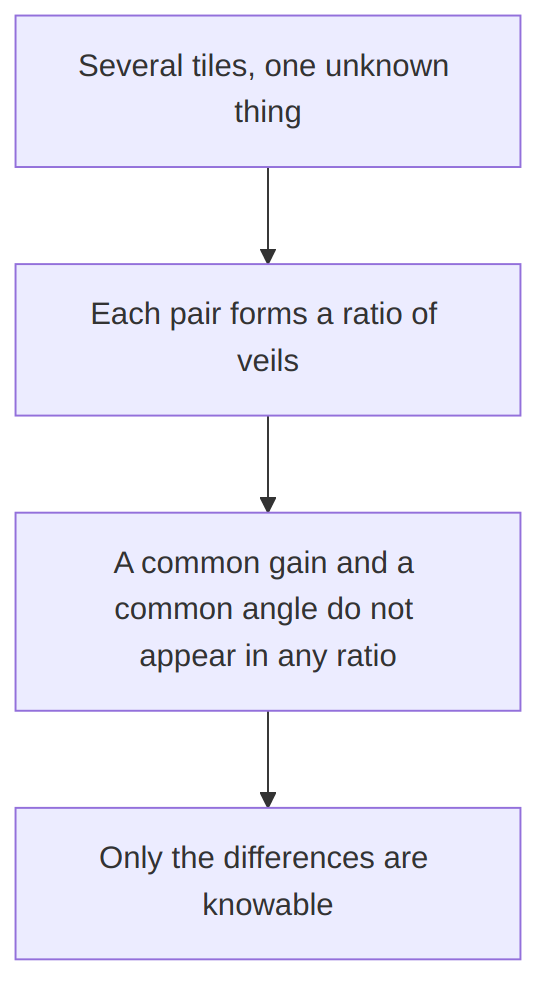 Several tiles, one unknown
thing
Each pair forms a ratio of
veils
A common gain and a
common angle do not
appear in any ratio
Only the differences are
knowable